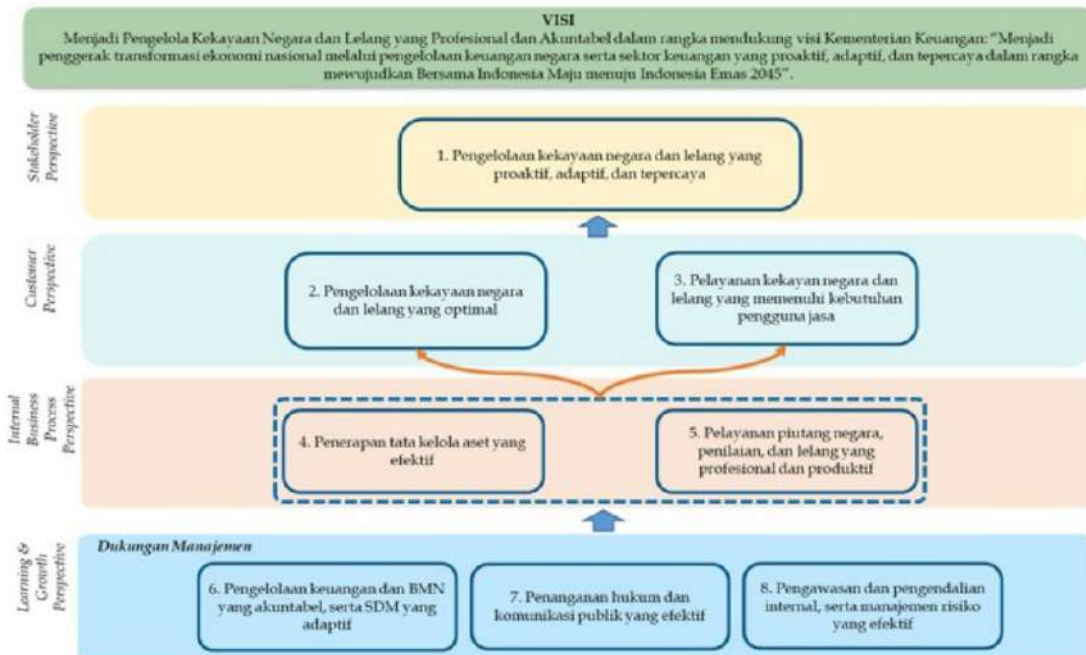 VISI
Menjadi Pengelola Kekayaan Negara dan Lelang yang Profesional dan Akuntabel dalam rangka mendukung visi Kementerian Keuangan: “Menjadi
penggerak transformasi ekonomi nasional melalui pengelolaan keuangan negara serta sektor keuangan yang proaktif, adaptif, dan tepercaya dalam rangka
mewujudkan Bersama Indonesia Maju menuju Indonesia Emas 2045”.
Stakeholder
Perspective
1. Pengelolaan kekayaan negara dan lelang yang
proaktif, adaptif, dan tepercaya
Customer
Perspective
2. Pengelolaan kekayaan negara
dan lelang yang optimal
3. Pelayanan kekayan negara dan
lelang yang memenuhi kebutuhan
pengguna jasa
Internal
Business
Process
Perspective
4. Penerapan tata kelola aset yang
efektif
5. Pelayanan piutang negara,
penilaian, dan lelang yang
profesional dan produktif
Learning &
Growth
Perspective
Dukungan Manajemen
6. Pengelolaan keuangan dan BMN
yang akuntabel, serta SDM yang
adaptif
7. Penanganan hukum dan
komunikasi publik yang efektif
8. Pengawasan dan pengendalian
internal, serta manajemen risiko
yang efektif